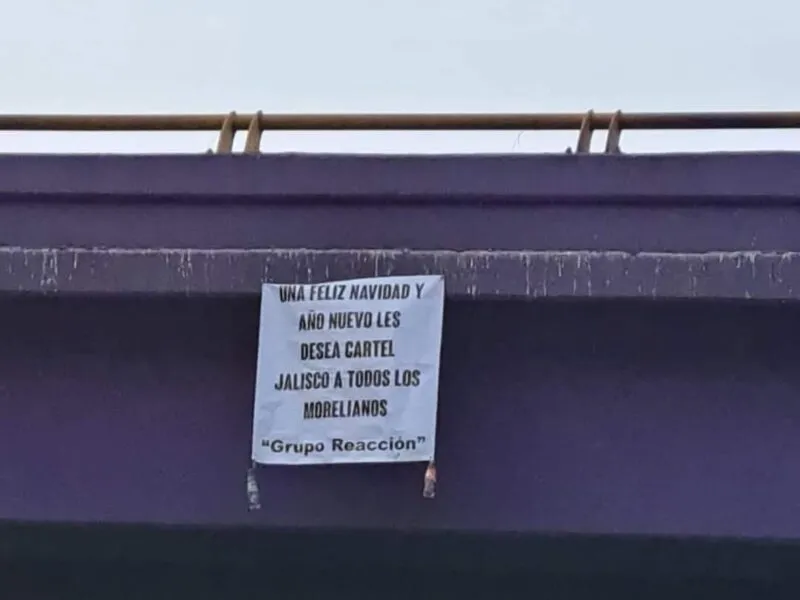 UNA FELIZ NAVIDAD Y
AÑO NUEVO LES
DESEA CARTEL
JALISCO A TODOS LOS
MORELIANOS
“Grupo Reacción”